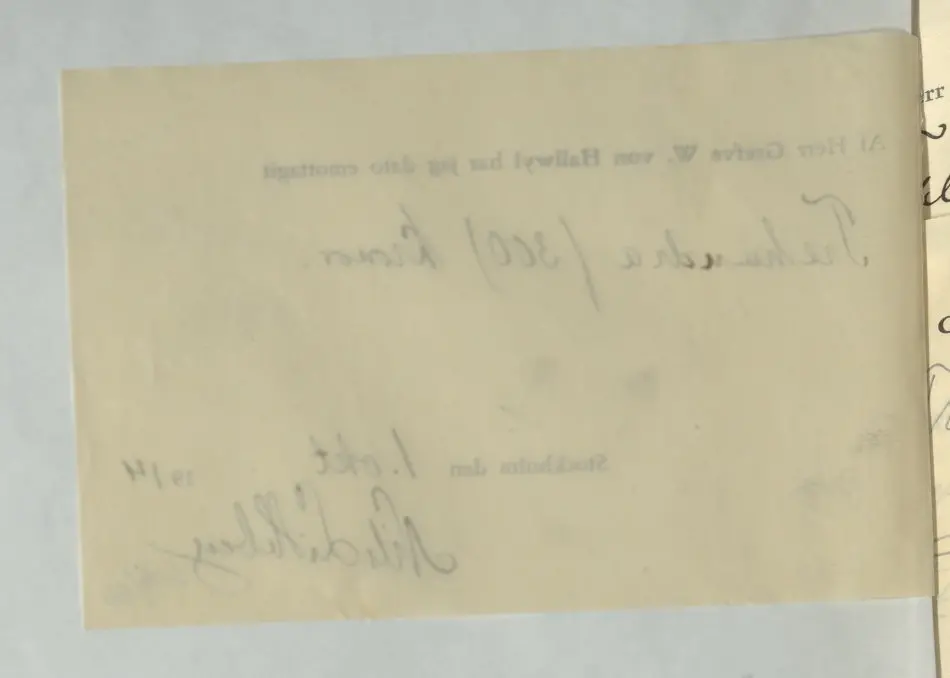 Af Herr Grefve W. von Hallwyl har jag dato emottagit
Trehundra (300) kronor.
Stockholm den 1. okt 1914